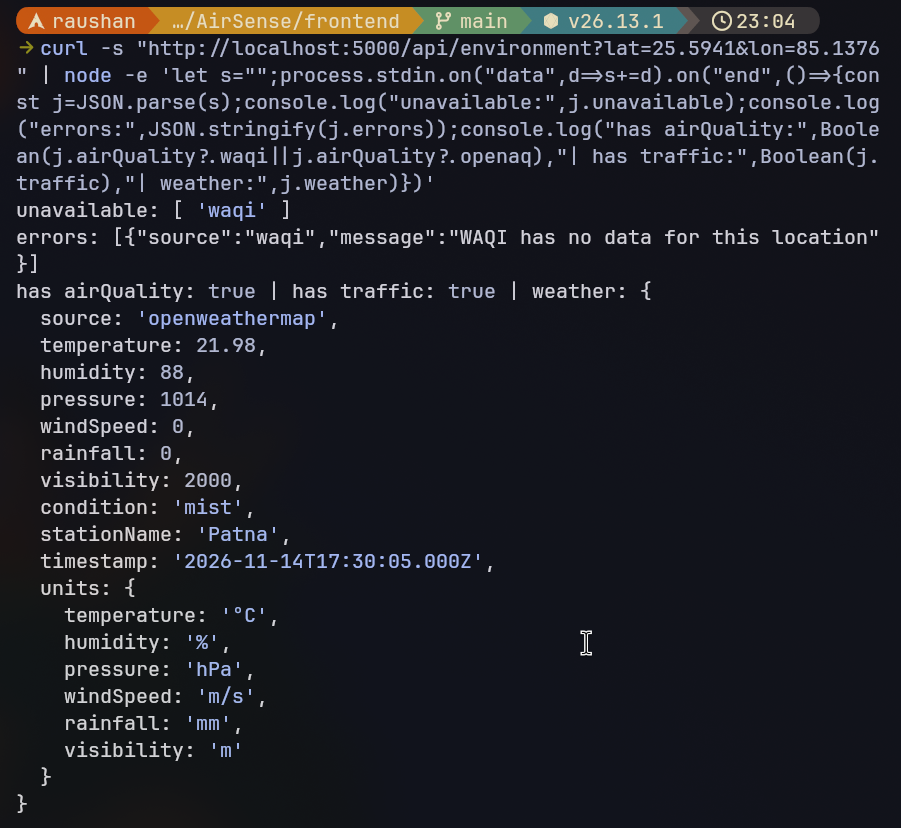 raushan …/AirSense/frontend main v26.13.1 23:04
→ curl -s "http://localhost:5000/api/environment?lat=25.5941&lon=85.1376
" | node -e 'let s="";process.stdin.on("data",d=>s+=d).on("end",()=>{con
st j=JSON.parse(s);console.log("unavailable:",j.unavailable);console.log
("errors:",JSON.stringify(j.errors));console.log("has airQuality:",Boole
an(j.airQuality?.waqi||j.airQuality?.openaq),"| has traffic:",Boolean(j.
traffic),"| weather:",j.weather)})'
unavailable: [ 'waqi' ]
errors: [{"source":"waqi","message":"WAQI has no data for this location"
}]
has airQuality: true | has traffic: true | weather: {
  source: 'openweathermap',
  temperature: 21.98,
  humidity: 88,
  pressure: 1014,
  windSpeed: 0,
  rainfall: 0,
  visibility: 2000,
  condition: 'mist',
  stationName: 'Patna',
  timestamp: '2026-11-14T17:30:05.000Z',
  units: {
    temperature: '°C',
    humidity: '%',
    pressure: 'hPa',
    windSpeed: 'm/s',
    rainfall: 'mm',
    visibility: 'm'
  }
}